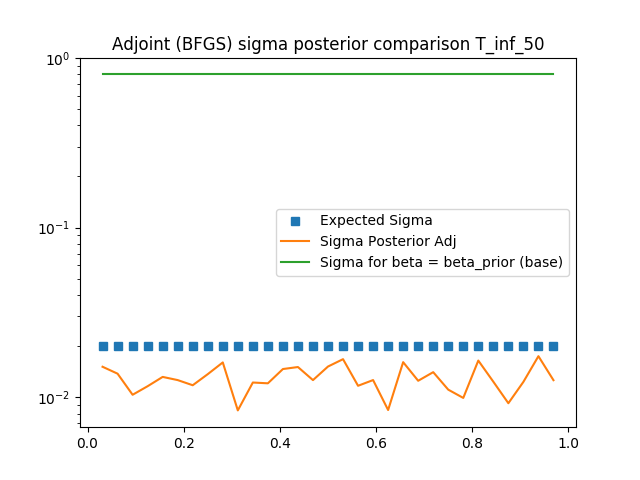 Adjoint (BFGS) sigma posterior comparison T_inf_50
10⁰
10⁻¹
10⁻²
Expected Sigma
Sigma Posterior Adj
Sigma for beta = beta_prior (base)
0.0 0.2 0.4 0.6 0.8 1.0